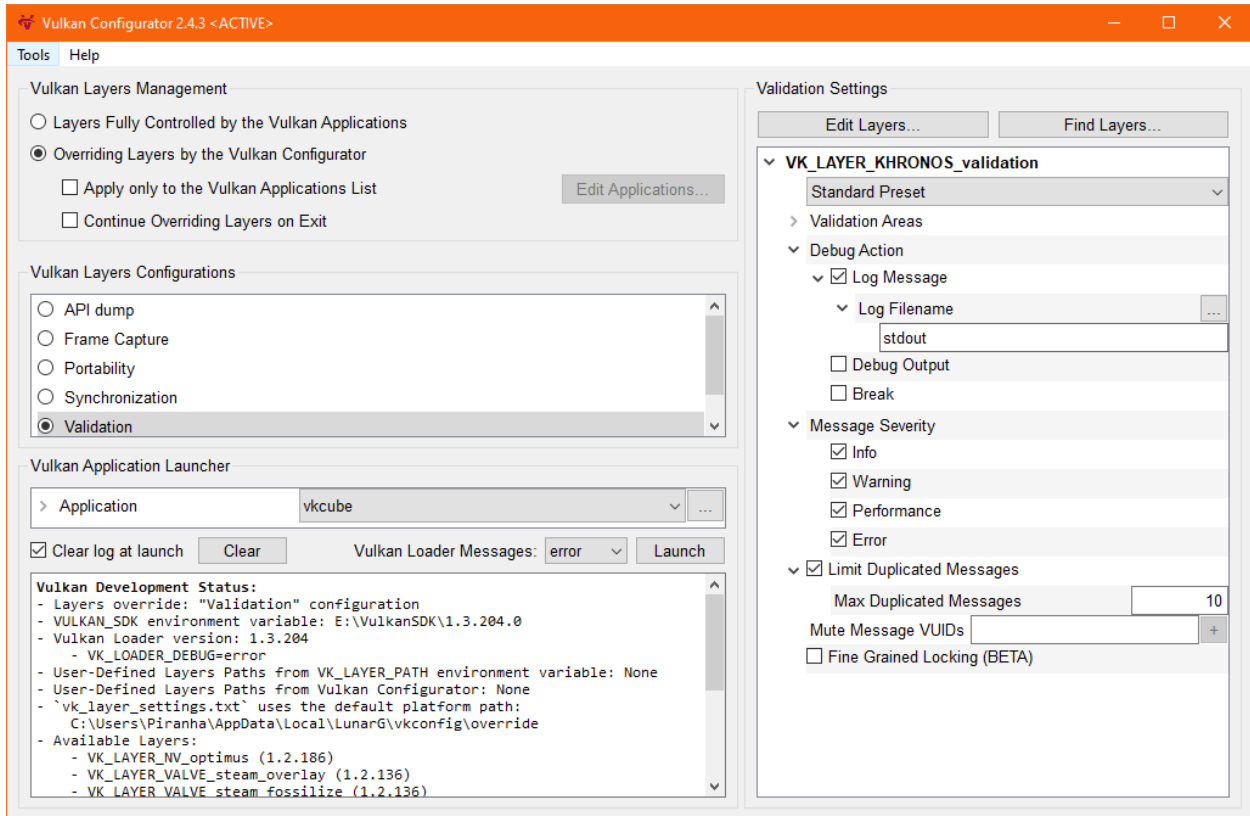 Vulkan Configurator 2.4.3 <ACTIVE>
Tools Help
Vulkan Layers Management
Layers Fully Controlled by the Vulkan Applications
Overriding Layers by the Vulkan Configurator
Apply only to the Vulkan Applications List
Edit Applications...
Continue Overriding Layers on Exit
Vulkan Layers Configurations
API dump
Frame Capture
Portability
Synchronization
Validation
Vulkan Application Launcher
Application
vkcube
...
Clear log at launch
Clear
Vulkan Loader Messages:
error
Launch
Vulkan Development Status:
- Layers override: "Validation" configuration
- VULKAN_SDK environment variable: E:\VulkanSDK\1.3.204.0
- Vulkan Loader version: 1.3.204
- VK_LOADER_DEBUG=error
- User-Defined Layers Paths from VK_LAYER_PATH environment variable: None
- User-Defined Layers Paths from Vulkan Configurator: None
- `vk_layer_settings.txt` uses the default platform path:
C:\Users\Piranha\AppData\Local\LunarG\vkconfig\override
- Available Layers:
- VK_LAYER_NV_optimus (1.2.186)
- VK_LAYER_VALVE_steam_overlay (1.2.136)
- VK_LAYER_VALVE_steam_fossilize (1.2.136)
Validation Settings
Edit Layers...
Find Layers...
VK_LAYER_KHRONOS_validation
Standard Preset
Validation Areas
Debug Action
Log Message
Log Filename
...
stdout
Debug Output
Break
Message Severity
Info
Warning
Performance
Error
Limit Duplicated Messages
Max Duplicated Messages
10
Mute Message VUIDs
+
Fine Grained Locking (BETA)